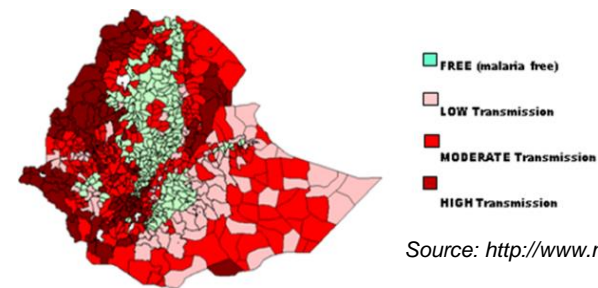 FREE (malaria free)
LOW Transmission
MODERATE Transmission
HIGH Transmission
Source: http://www.